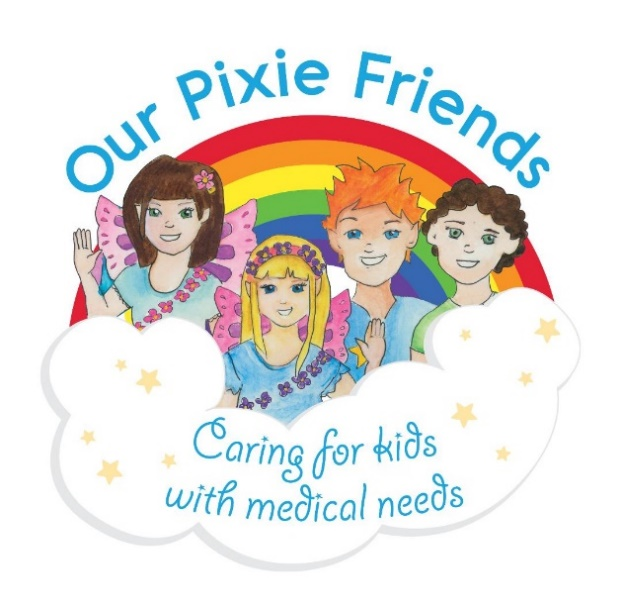 Our Pixie Friends
Caring for kids
with medical needs